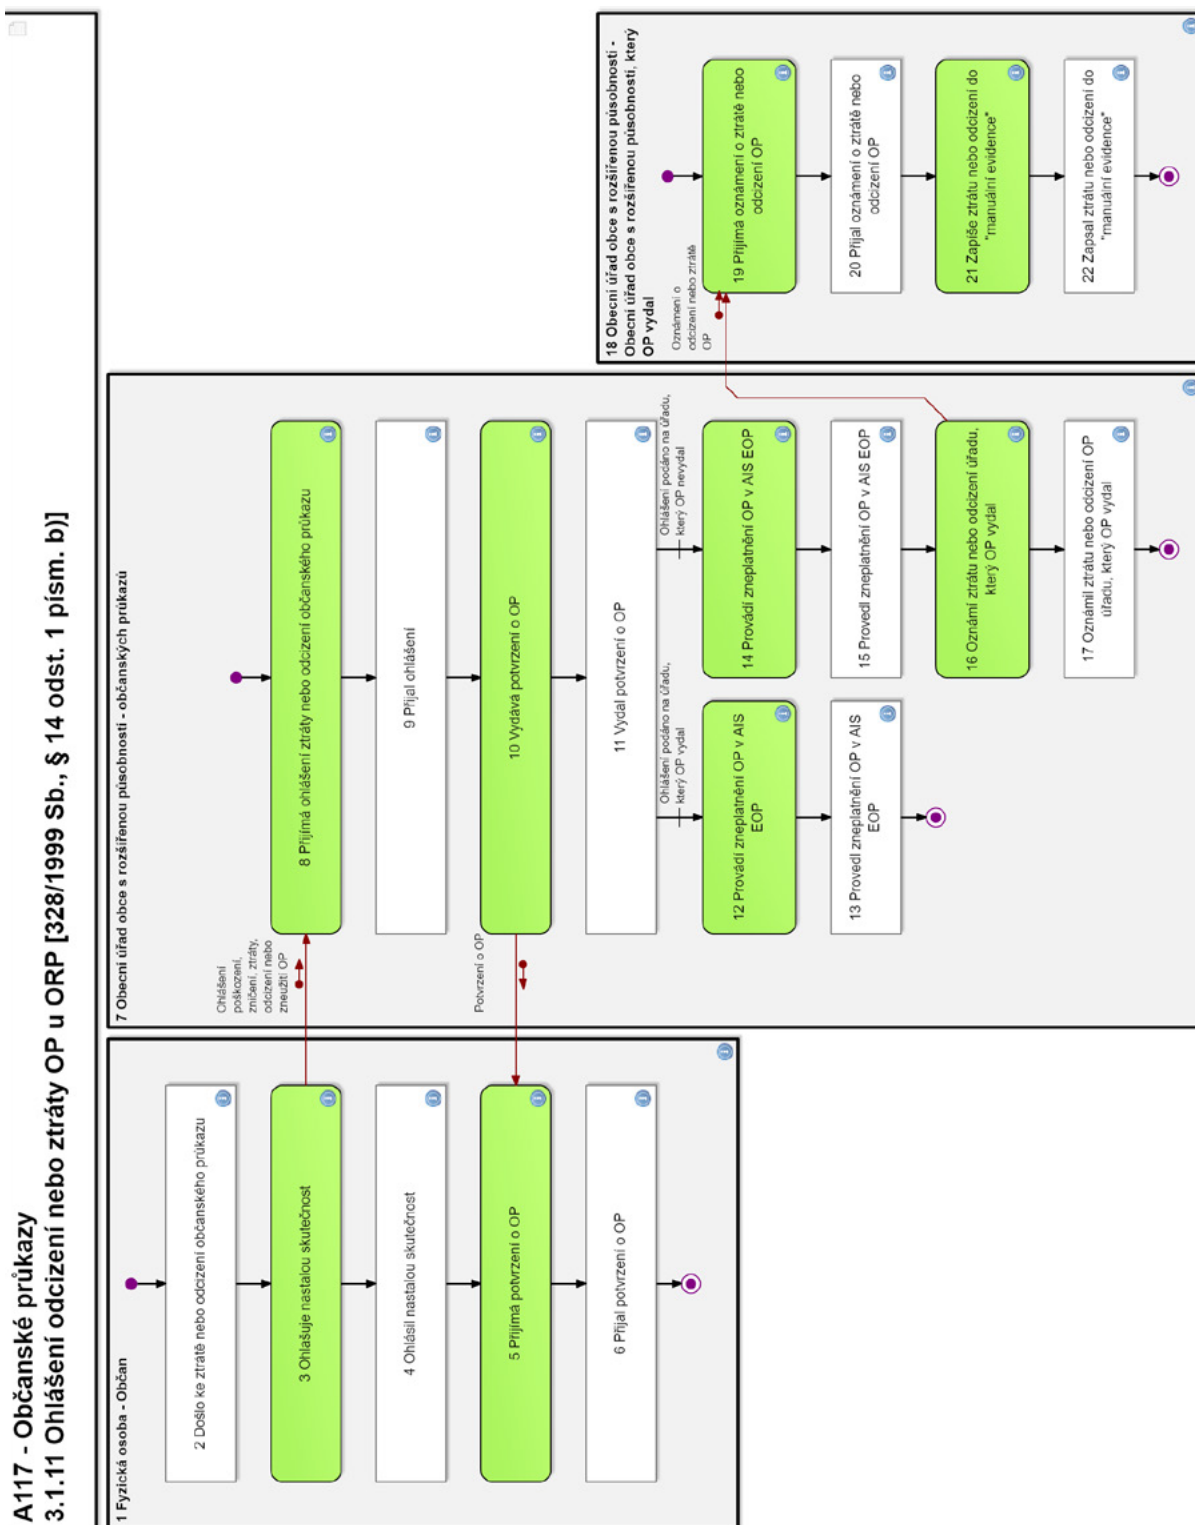 A117 - Občanské průkazy
3.1.11 Ohlášení odcizení nebo ztráty OP u ORP [328/1999 Sb., § 14 odst. 1 písm. b)]
1 Fyzická osoba - Občan
2 Došlo ke ztrátě nebo odcizení občanského průkazu
3 Ohlašuje nastalou skutečnost
4 Ohlásil nastalou skutečnost
5 Přijímá potvrzení o OP
6 Přijal potvrzení o OP
Ohlášení
poškození,
zničení, ztráty,
odcizení nebo
zneužití OP
Potvrzení o OP
7 Obecní úřad obce s rozšířenou působností - občanských průkazů
8 Přijímá ohlášení ztráty nebo odcizení občanského průkazu
9 Přijal ohlášení
10 Vydává potvrzení o OP
11 Vydal potvrzení o OP
Ohlášení podáno na úřadu,
který OP vydal
12 Provádí zneplatnění OP v AIS
EOP
13 Provedl zneplatnění OP v AIS
EOP
Ohlášení podáno na úřadu,
který OP nevydal
14 Provádí zneplatnění OP v AIS EOP
15 Provedl zneplatnění OP v AIS EOP
16 Oznámí ztrátu nebo odcizení úřadu,
který OP vydal
17 Oznámil ztrátu nebo odcizení OP
úřadu, který OP vydal
18 Obecní úřad obce s rozšířenou působností -
Obecní úřad obce s rozšířenou působností, který
OP vydal
Oznámení o
odcizení nebo ztrátě
OP
19 Přijímá oznámení o ztrátě nebo
odcizení OP
20 Přijal oznámení o ztrátě nebo
odcizení OP
21 Zapíše ztrátu nebo odcizení do
"manuální evidence"
22 Zapsal ztrátu nebo odcizení do
"manuální evidence"